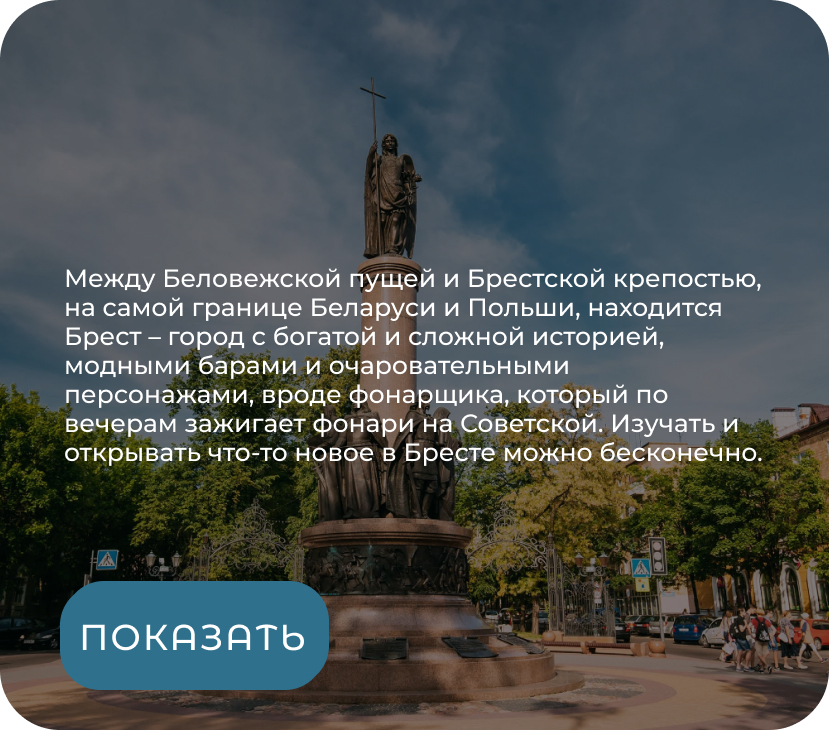 Между Беловежской пущей и Брестской крепостью,
на самой границе Беларуси и Польши, находится
Брест – город с богатой и сложной историей,
модными барами и очаровательными
персонажами, вроде фонарщика, который по
вечерам зажигает фонари на Советской. Изучать и
открывать что-то новое в Бресте можно бесконечно.
ПОКАЗАТЬ